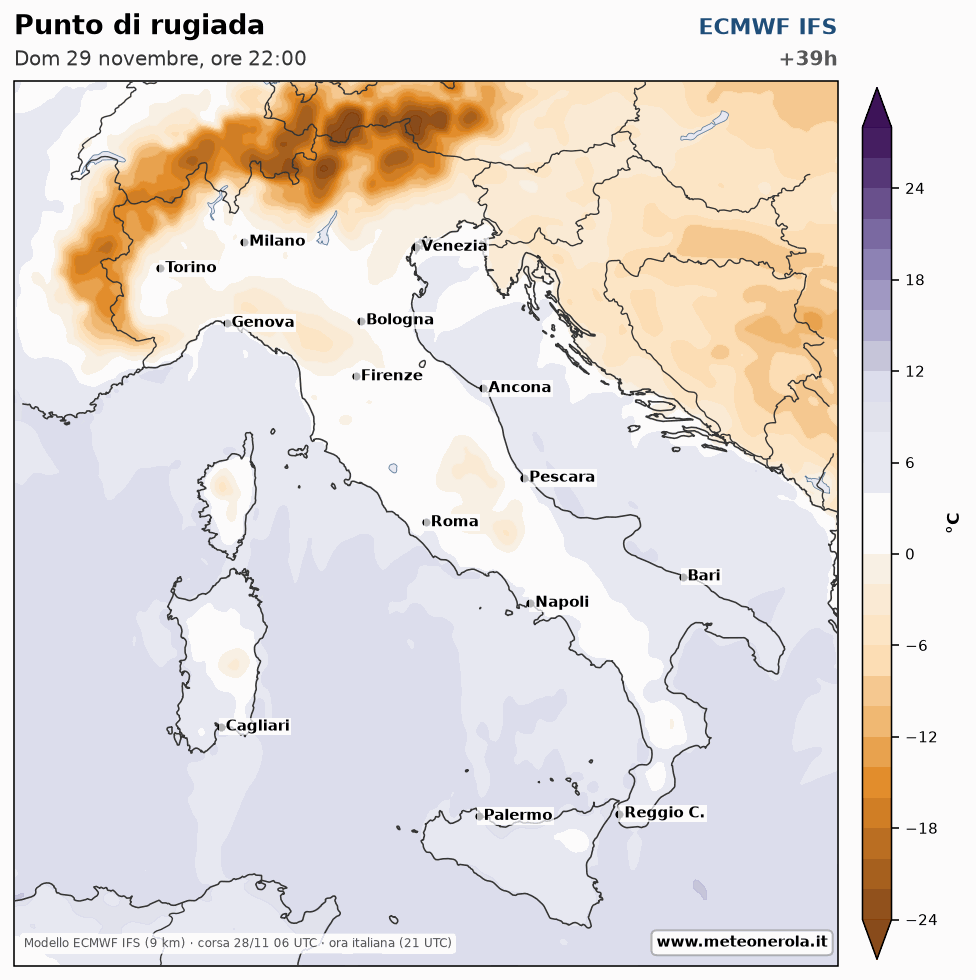 Punto di rugiada
ECMWF IFS
Dom 29 novembre, ore 22:00
+39h
Milano
Venezia
Torino
Genova
Bologna
Firenze
Ancona
Pescara
Roma
Bari
Napoli
Cagliari
Palermo
Reggio C.
24
18
12
6
0
−6
−12
−18
−24
°C
Modello ECMWF IFS (9 km) · corsa 28/11 06 UTC · ora italiana (21 UTC)
www.meteonerola.it